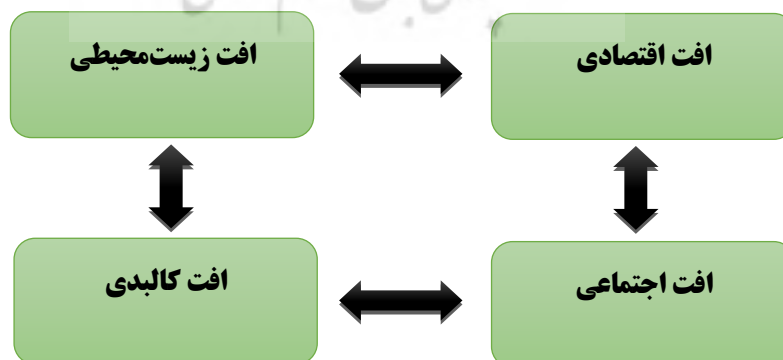 افت اقتصادی
افت زیست‌محیطی
افت اجتماعی
افت کالبدی